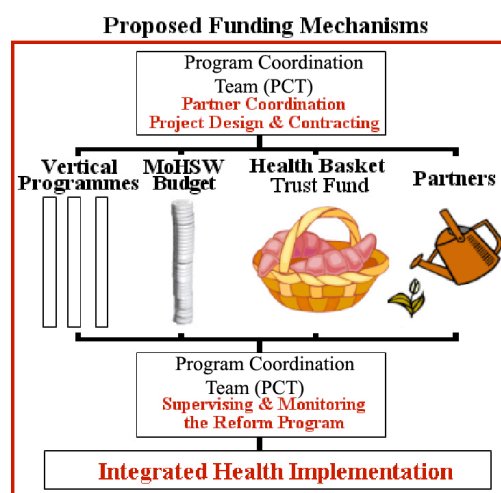 Proposed Funding Mechanisms
Program Coordination
Team (PCT)
Partner Coordination
Project Design & Contracting
Vertical
Programmes
MoHSW
Budget
Health Basket
Trust Fund
Partners
Program Coordination
Team (PCT)
Supervising & Monitoring
the Reform Program
Integrated Health Implementation